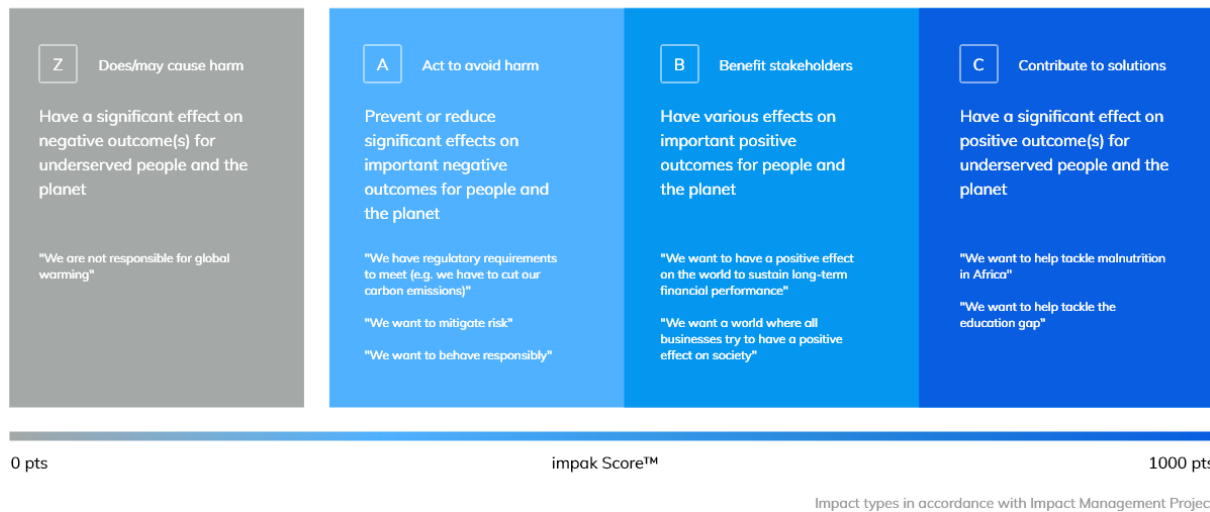 Z Does/may cause harm
Have a significant effect on
negative outcome(s) for
underserved people and the
planet
"We are not responsible for global
warming"
A Act to avoid harm
Prevent or reduce
significant effects on
important negative
outcomes for people and
the planet
"We have regulatory requirements
to meet (e.g. we have to cut our
carbon emissions)"
"We want to mitigate risk"
"We want to behave responsibly"
B Benefit stakeholders
Have various effects on
important positive
outcomes for people and
the planet
"We want to have a positive effect
on the world to sustain long-term
financial performance"
"We want a world where all
businesses try to have a positive
effect on society"
C Contribute to solutions
Have a significant effect on
positive outcome(s) for
underserved people and the
planet
"We want to help tackle malnutrition
in Africa"
"We want to help tackle the
education gap"
0 pts impak Score™ 1000 pts
Impact types in accordance with Impact Management Projec